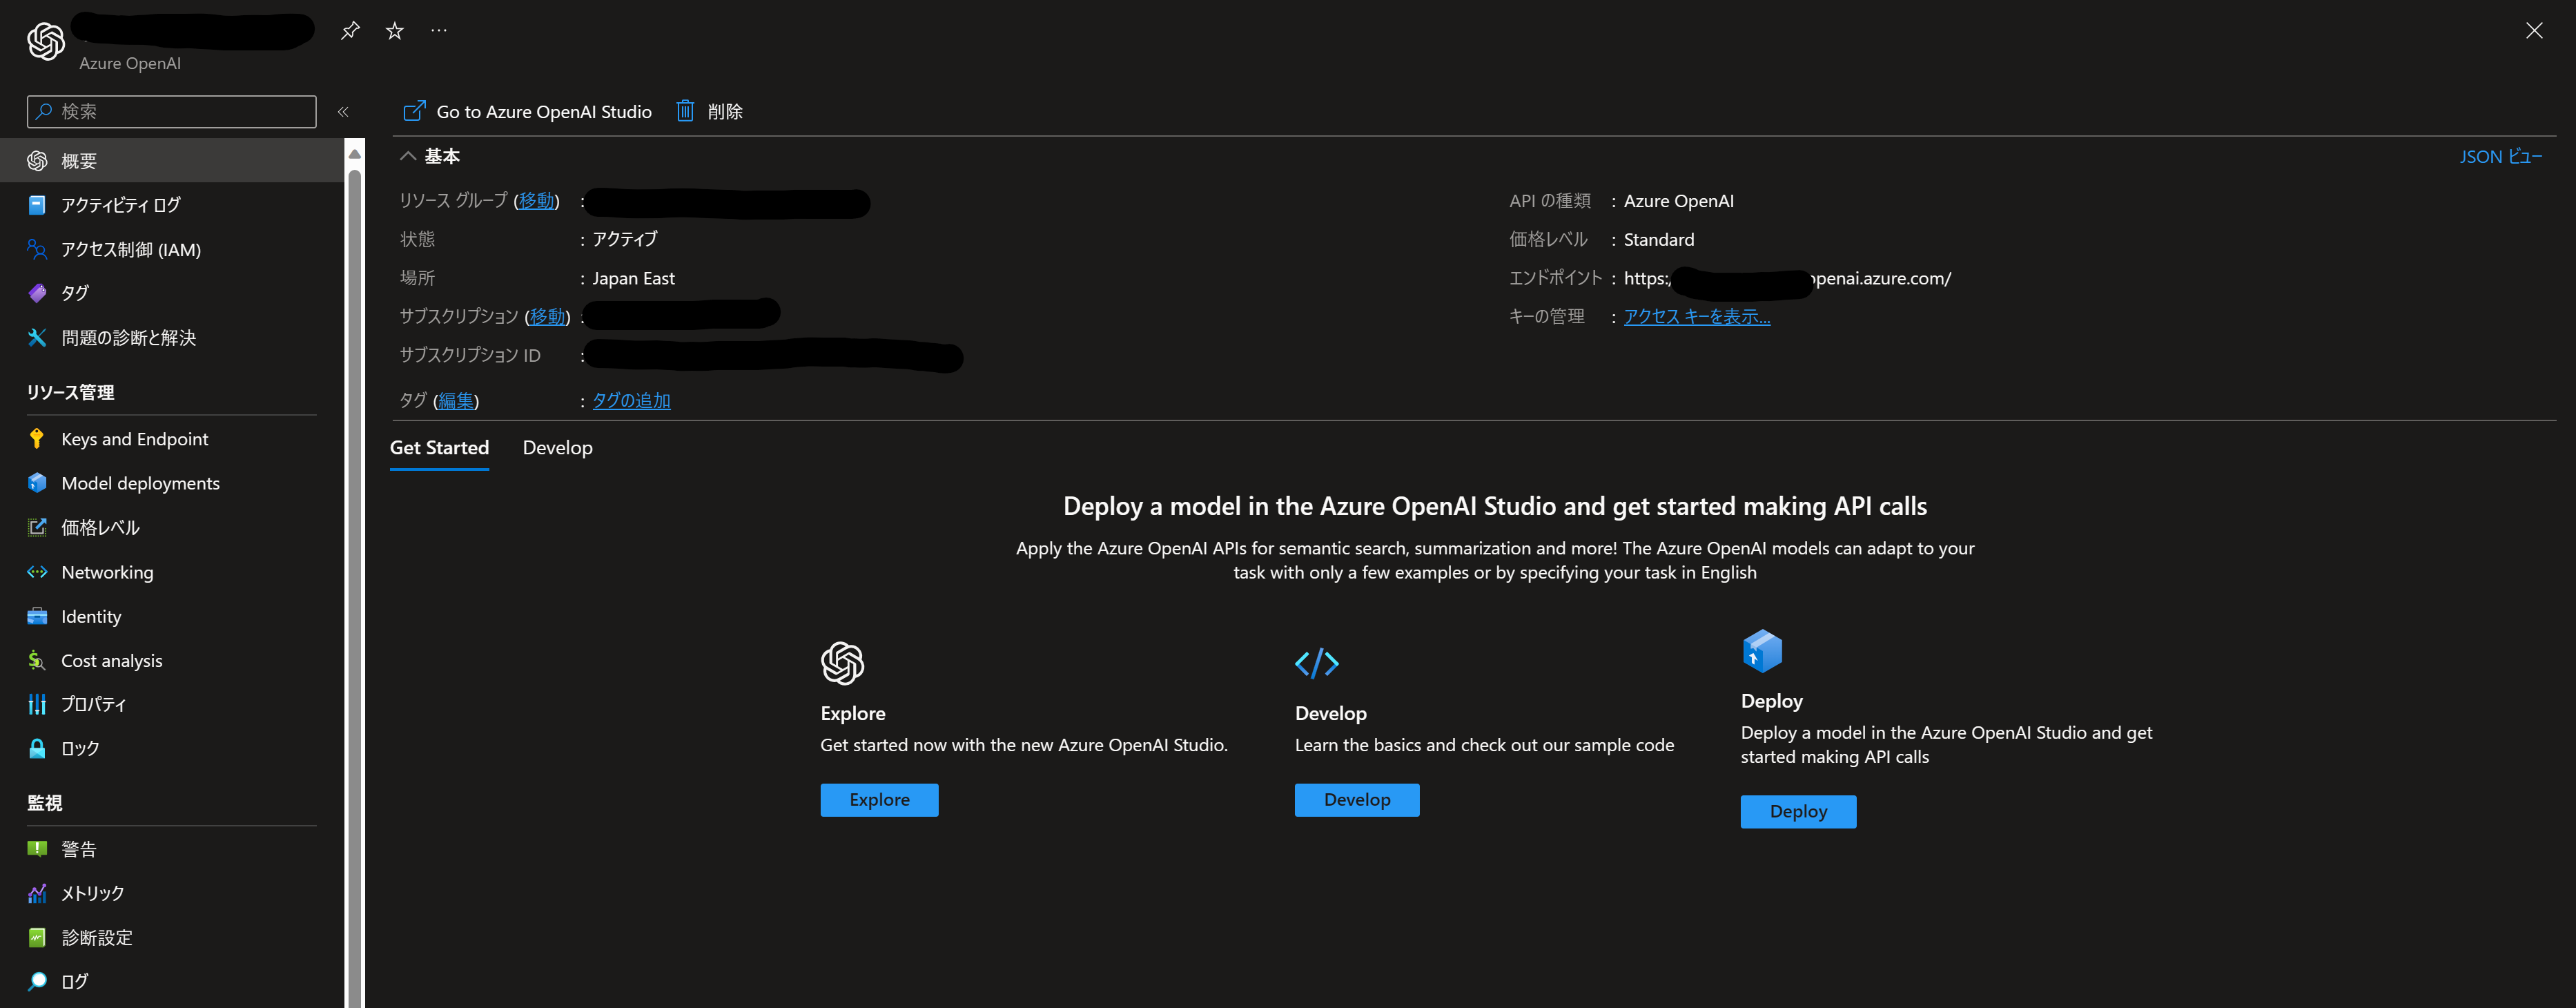 Azure OpenAI
検索
概要
アクティビティ ログ
アクセス制御 (IAM)
タグ
問題の診断と解決
リソース管理
Keys and Endpoint
Model deployments
価格レベル
Networking
Identity
Cost analysis
プロパティ
ロック
監視
警告
メトリック
診断設定
ログ
Go to Azure OpenAI Studio 削除
基本
JSON ビュー
リソース グループ (移動) :
状態 : アクティブ
場所 : Japan East
サブスクリプション (移動) :
サブスクリプション ID :
タグ (編集) : タグの追加
API の種類 : Azure OpenAI
価格レベル : Standard
エンドポイント : https: openai.azure.com/
キーの管理 : アクセス キーを表示...
Get Started Develop
Deploy a model in the Azure OpenAI Studio and get started making API calls
Apply the Azure OpenAI APIs for semantic search, summarization and more! The Azure OpenAI models can adapt to your
task with only a few examples or by specifying your task in English
Explore
Get started now with the new Azure OpenAI Studio.
Explore
Develop
Learn the basics and check out our sample code
Develop
Deploy
Deploy a model in the Azure OpenAI Studio and get
started making API calls
Deploy